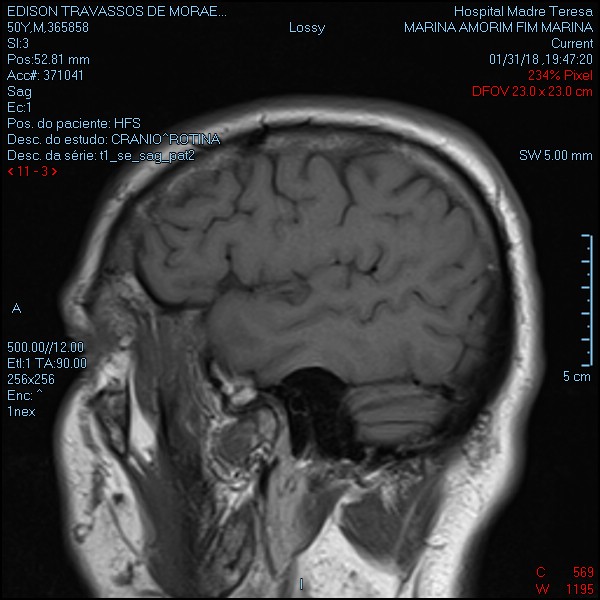 EDISON TRAVASSOS DE MORAE...
50Y,M,365858
Sl:3
Pos:52.81 mm
Acc#: 371041
Sag
Ec:1
Pos. do paciente: HFS
Desc. do estudo: CRANIO^ROTINA
Desc. da série: t1_se_sag_pat2
< 11 - 3 >
Lossy
Hospital Madre Teresa
MARINA AMORIM FIM MARINA
Current
01/31/18 ,19:47:20
234% Pixel
DFOV 23.0 x 23.0 cm
SW 5.00 mm
A
500.00//12.00
Etl:1 TA:90.00
256x256
Enc: ^
1nex
5 cm
I
C 569
W 1195